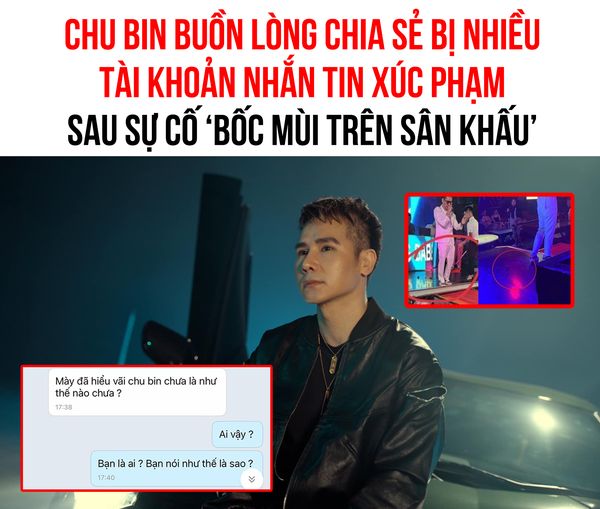 CHU BIN BUỒN LÒNG CHIA SẺ BỊ NHIỀU
TÀI KHOẢN NHẮN TIN XÚC PHẠM
SAU SỰ CỐ ‘BỐC MÙI TRÊN SÂN KHẤU’
Mày đã hiểu vãi chu bin chưa là như
thế nào chưa ?
17:38
Ai vậy ?
Bạn là ai ? Bạn nói như thế là sao ?
17:40